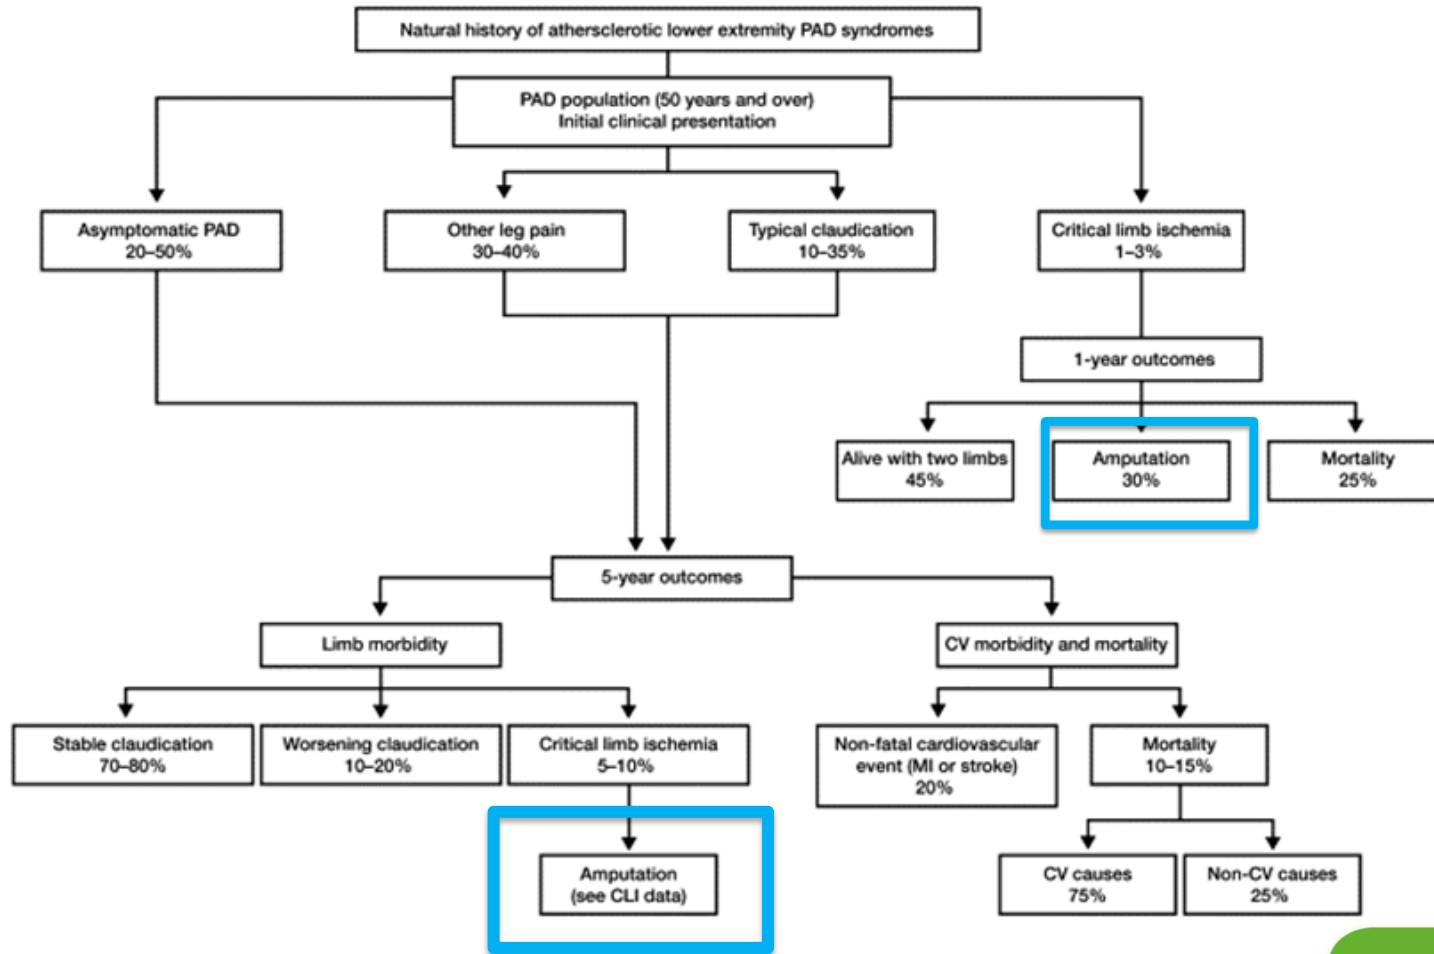 Natural history of athersclerotic lower extremity PAD syndromes
PAD population (50 years and over)
Initial clinical presentation
Asymptomatic PAD
20–50%
Other leg pain
30–40%
Typical claudication
10–35%
Critical limb ischemia
1–3%
1-year outcomes
Alive with two limbs
45%
Amputation
30%
Mortality
25%
5-year outcomes
Limb morbidity
CV morbidity and mortality
Stable claudication
70–80%
Worsening claudication
10–20%
Critical limb ischemia
5–10%
Non-fatal cardiovascular
event (MI or stroke)
20%
Mortality
10–15%
Amputation
(see CLI data)
CV causes
75%
Non-CV causes
25%